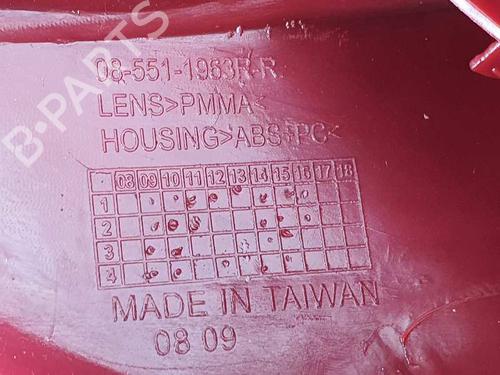 B-PARTS
08-551-1963R-R
LENS>PMMA<
HOUSING>ABS+PC<
08 09 10 11 12 13 14 15 16 17 18
1
2
3
4
MADE IN TAIWAN
08 09